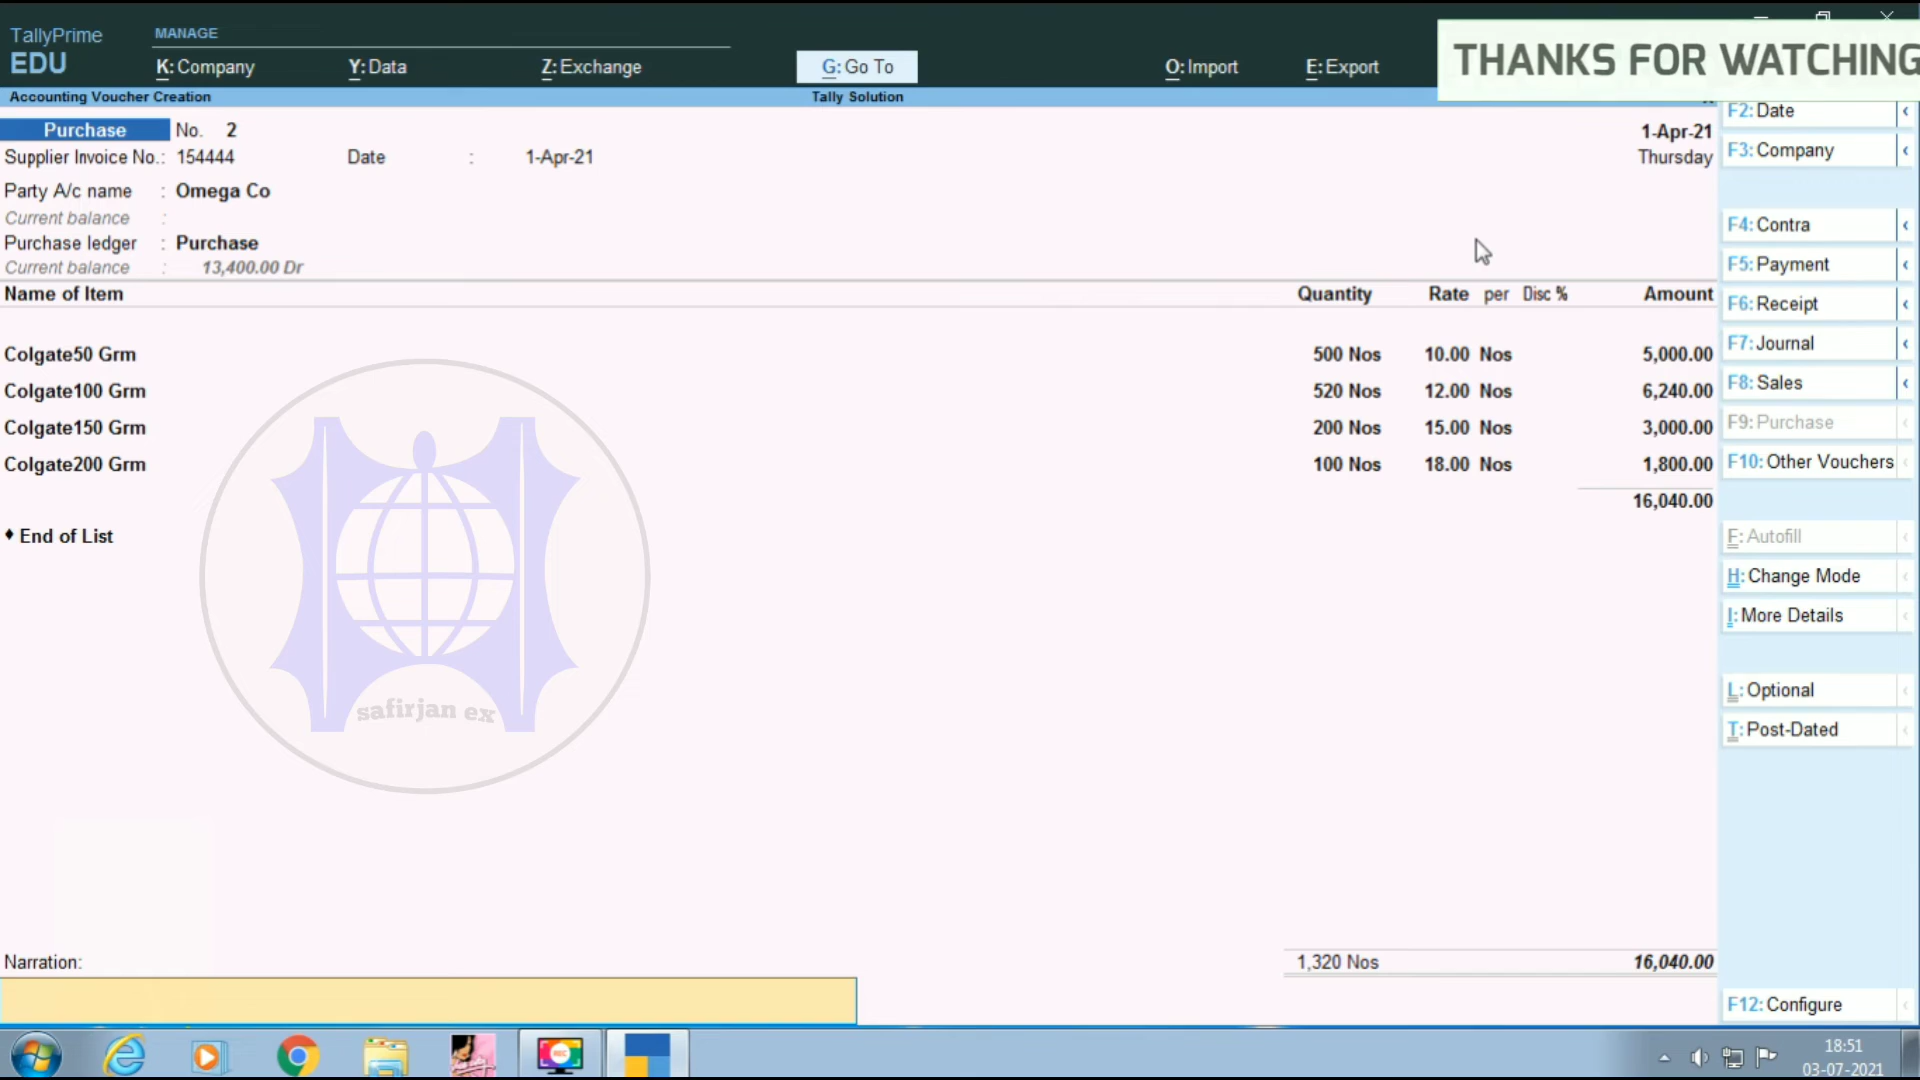 TallyPrime
EDU
MANAGE
K: Company
Y: Data
Z: Exchange
G: Go To
O: Import
E: Export
THANKS FOR WATCHING
Accounting Voucher Creation
Tally Solution
Purchase No. 2
1-Apr-21
Thursday
Supplier Invoice No.: 154444 Date : 1-Apr-21
Party A/c name : Omega Co
Current balance :
Purchase ledger : Purchase
Current balance : 13,400.00 Dr
Name of Item Quantity Rate per Disc % Amount
Colgate50 Grm 500 Nos 10.00 Nos 5,000.00
Colgate100 Grm 520 Nos 12.00 Nos 6,240.00
Colgate150 Grm 200 Nos 15.00 Nos 3,000.00
Colgate200 Grm 100 Nos 18.00 Nos 1,800.00
16,040.00
♦ End of List
safirjan ex
Narration:
1,320 Nos 16,040.00
F2: Date
F3: Company
F4: Contra
F5: Payment
F6: Receipt
F7: Journal
F8: Sales
F9: Purchase
F10: Other Vouchers
F: Autofill
H: Change Mode
I: More Details
L: Optional
T: Post-Dated
F12: Configure
REC
18:51
03-07-2021